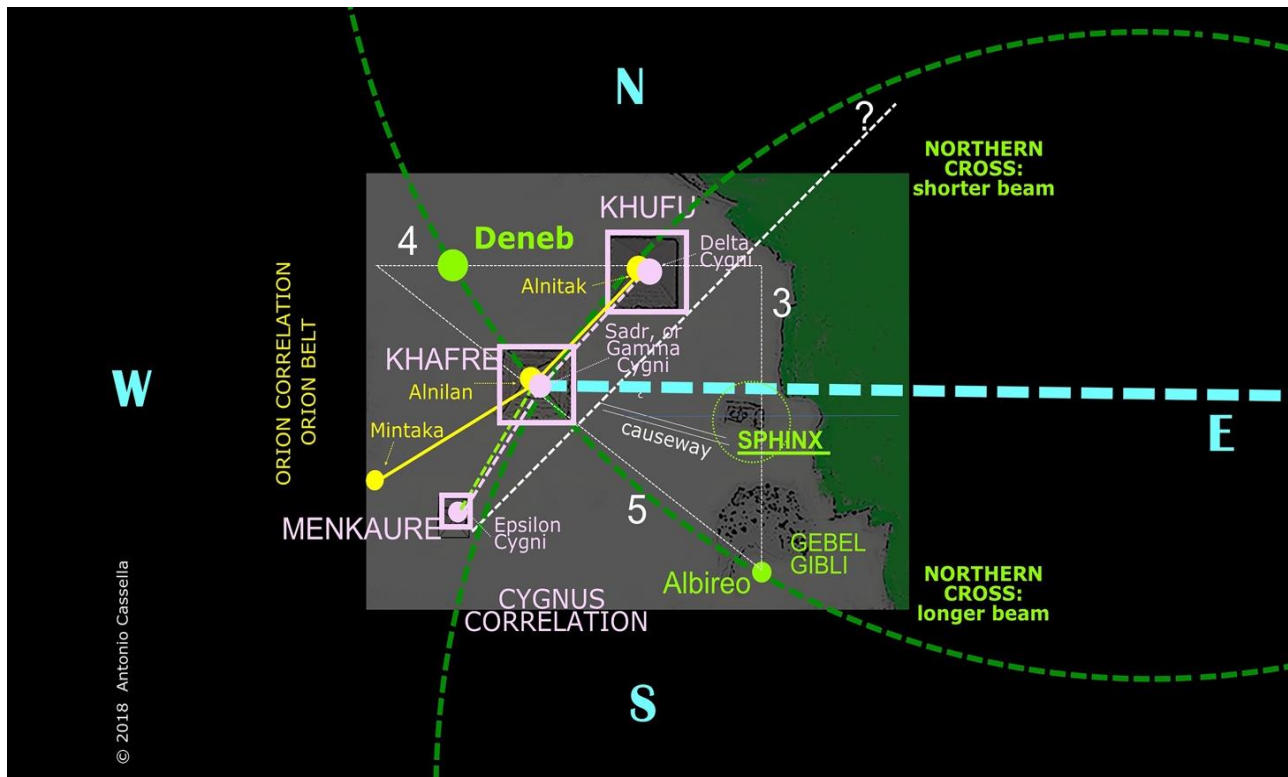 N
?
NORTHERN
CROSS:
shorter beam
KHUFU
4
Deneb
Delta
Cygni
Alnitak
3
ORION CORRELATION
ORION BELT
Sadr, or
Gamma
Cygni
KHAFRE
W
Alnilan
E
Mintaka
causeway
SPHINX
5
MENKAURE
Epsilon
Cygni
GEBEL
GIBLI
Albireo
NORTHERN
CROSS:
longer beam
CYGNUS
CORRELATION
S
© 2018 Antonio Cassella